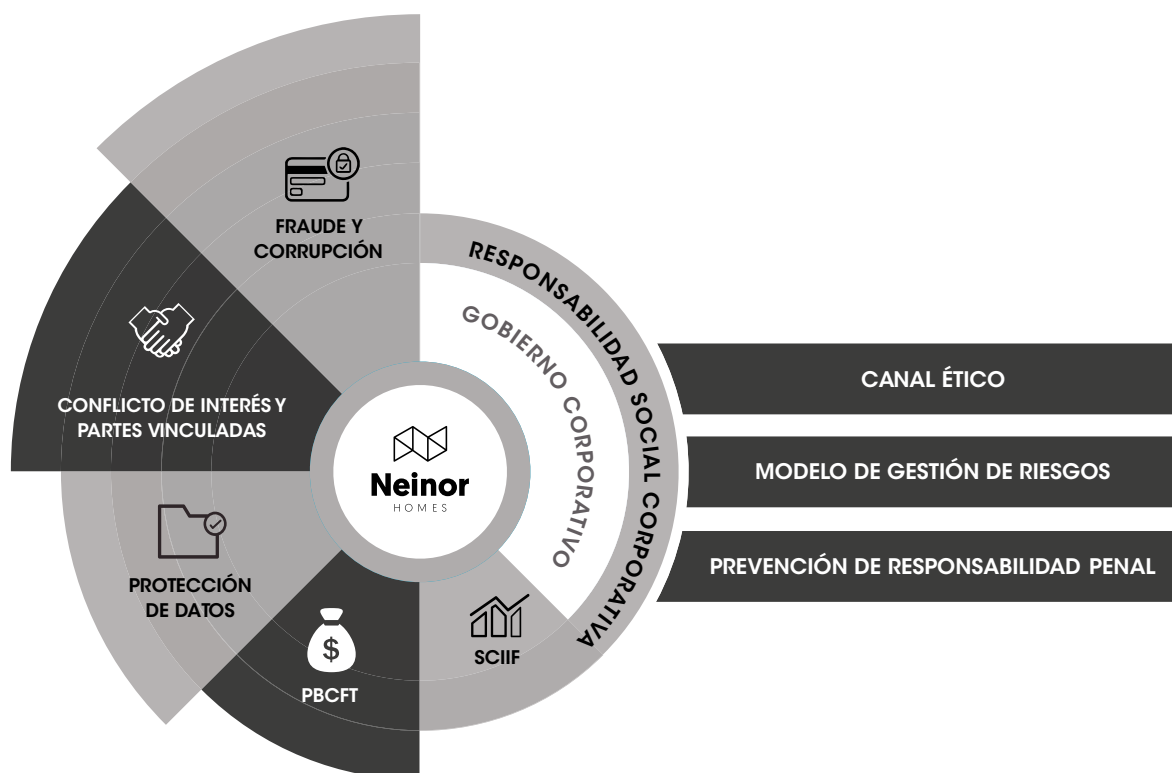 FRAUDE Y
CORRUPCIÓN
CONFLICTO DE INTERÉS Y
PARTES VINCULADAS
PROTECCIÓN
DE DATOS
$
PBCFT
SCIIF
Neinor
HOMES
GOBIERNO CORPORATIVO
RESPONSABILIDAD SOCIAL CORPORATIVA
CANAL ÉTICO
MODELO DE GESTIÓN DE RIESGOS
PREVENCIÓN DE RESPONSABILIDAD PENAL